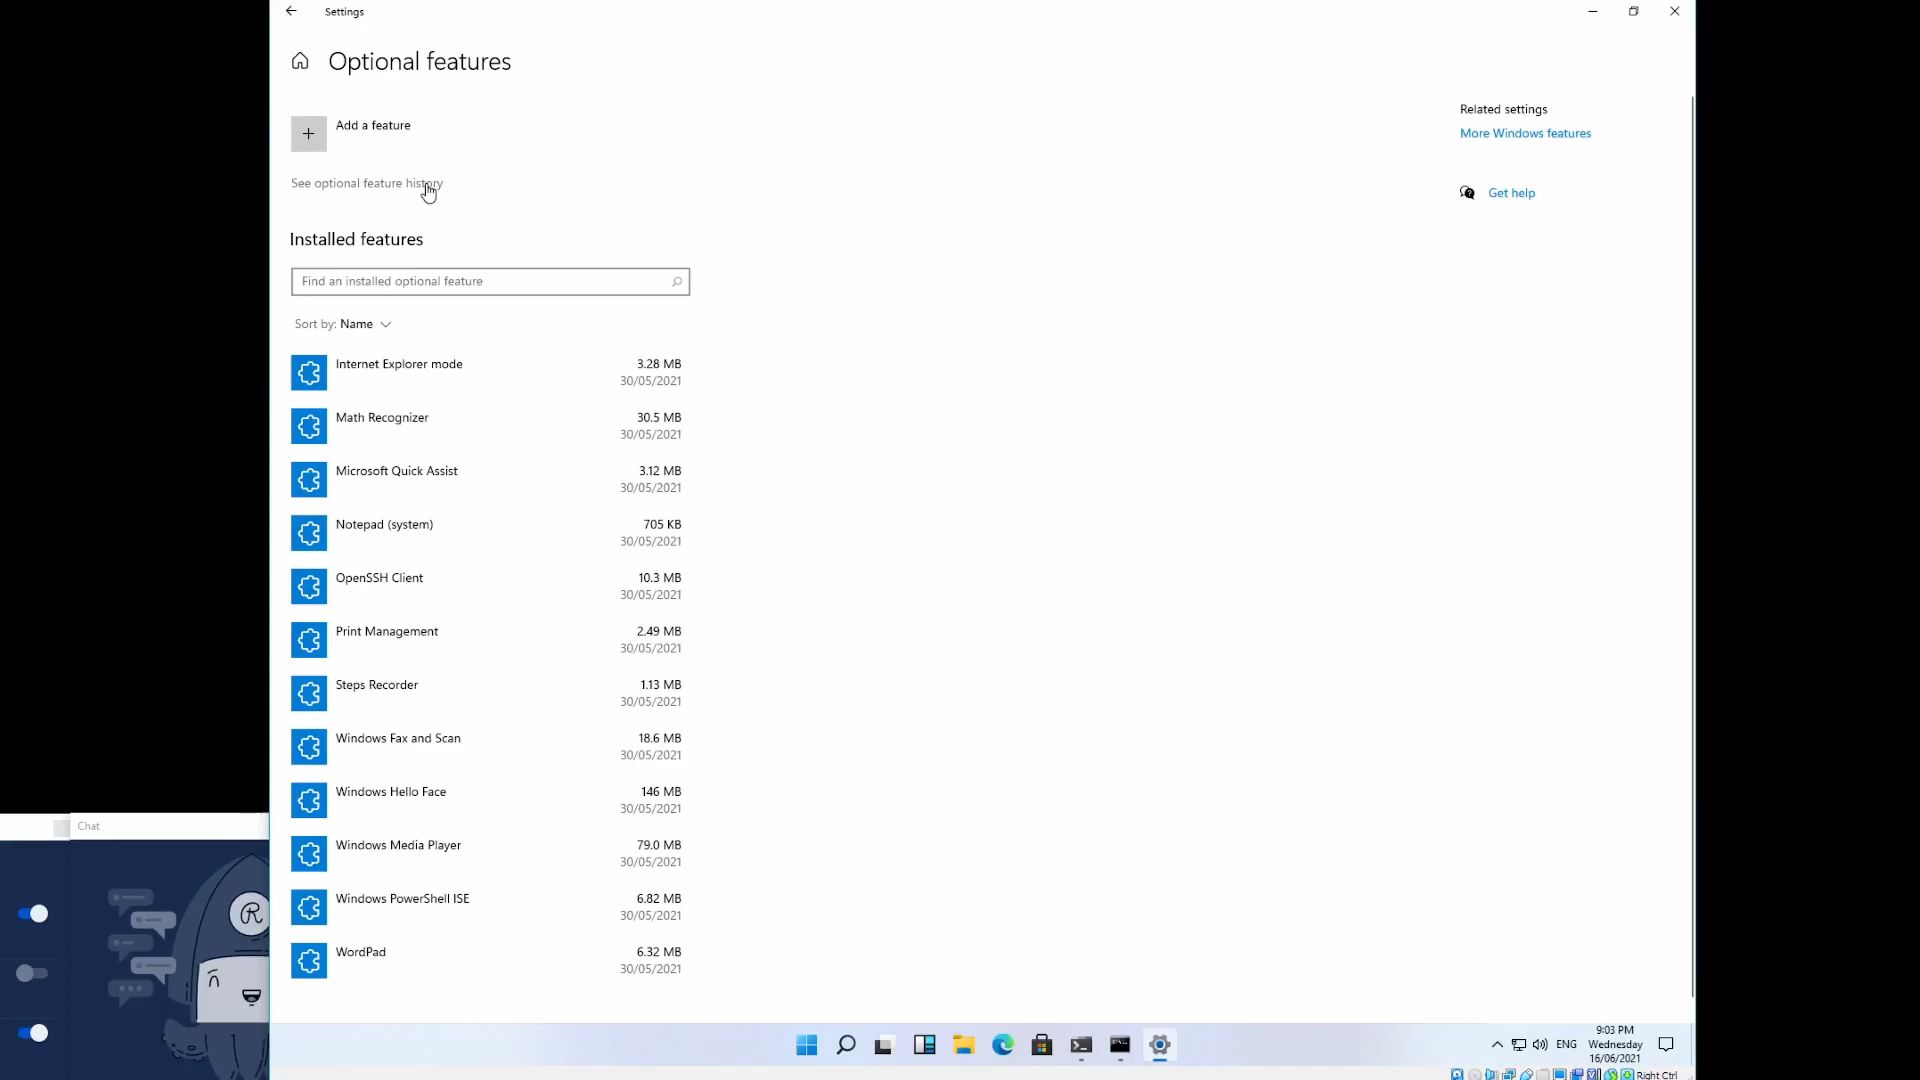 Settings
Optional features
Add a feature
See optional feature history
Installed features
Find an installed optional feature
Sort by: Name
Internet Explorer mode 3.28 MB
30/05/2021
Math Recognizer 30.5 MB
30/05/2021
Microsoft Quick Assist 3.12 MB
30/05/2021
Notepad (system) 705 KB
30/05/2021
OpenSSH Client 10.3 MB
30/05/2021
Print Management 2.49 MB
30/05/2021
Steps Recorder 1.13 MB
30/05/2021
Windows Fax and Scan 18.6 MB
30/05/2021
Windows Hello Face 146 MB
30/05/2021
Windows Media Player 79.0 MB
30/05/2021
Windows PowerShell ISE 6.82 MB
30/05/2021
WordPad 6.32 MB
30/05/2021
Related settings
More Windows features
Get help
Chat
R
ENG
9:03 PM
Wednesday
16/06/2021
Right Ctrl